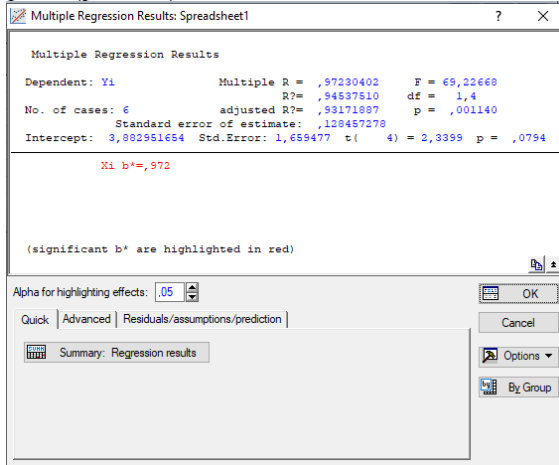 Multiple Regression Results: Spreadsheet1 ? X
Multiple Regression Results
Dependent: Yi Multiple R = ,97230402 F = 69,22668
R?= ,94537510 df = 1,4
No. of cases: 6 adjusted R?= ,93171887 p = ,001140
Standard error of estimate: ,128457278
Intercept: 3,882951654 Std.Error: 1,659477 t( 4) = 2,3399 p = ,0794
Xi b*=,972
(significant b* are highlighted in red)
Alpha for highlighting effects: ,05
OK
Quick Advanced Residuals/assumptions/prediction
Cancel
Summary: Regression results
Options
By Group